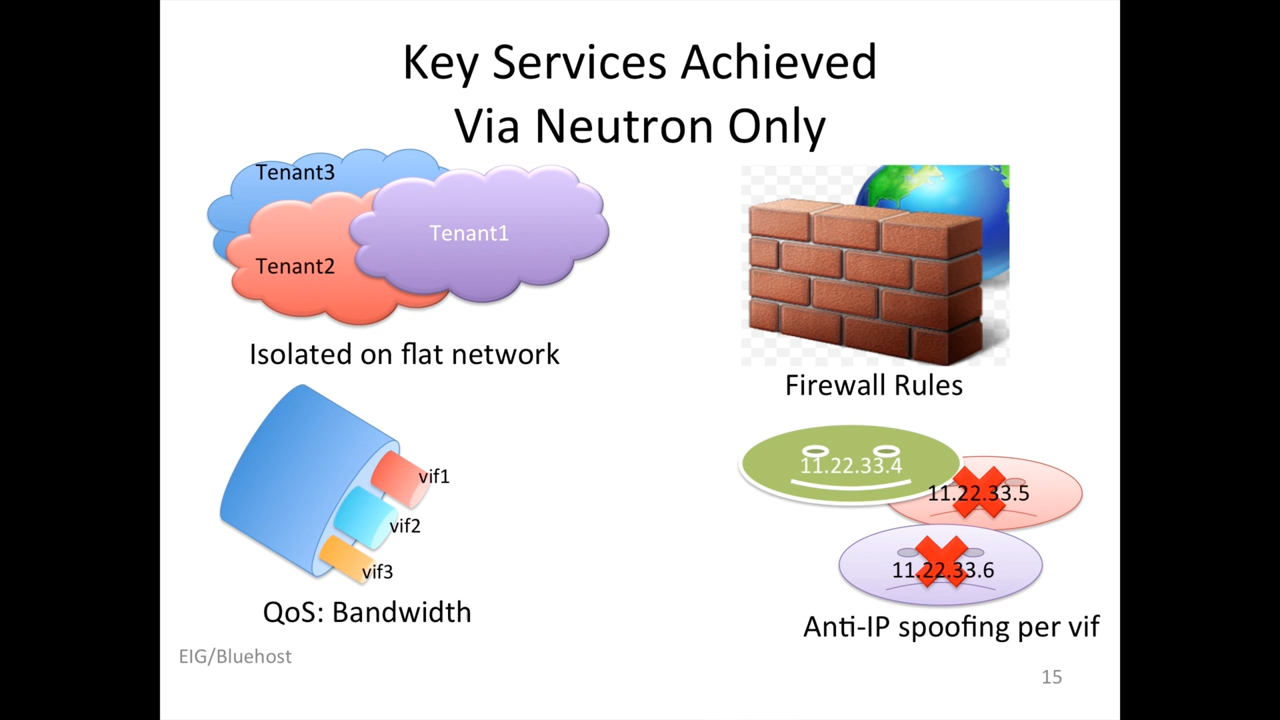 Key Services Achieved
Via Neutron Only
Tenant3
Tenant1
Tenant2
Isolated on flat network
Firewall Rules
vif1
vif2
vif3
QoS: Bandwidth
11.22.33.4
11.22.33.5
11.22.33.6
Anti-IP spoofing per vif
EIG/Bluehost
15